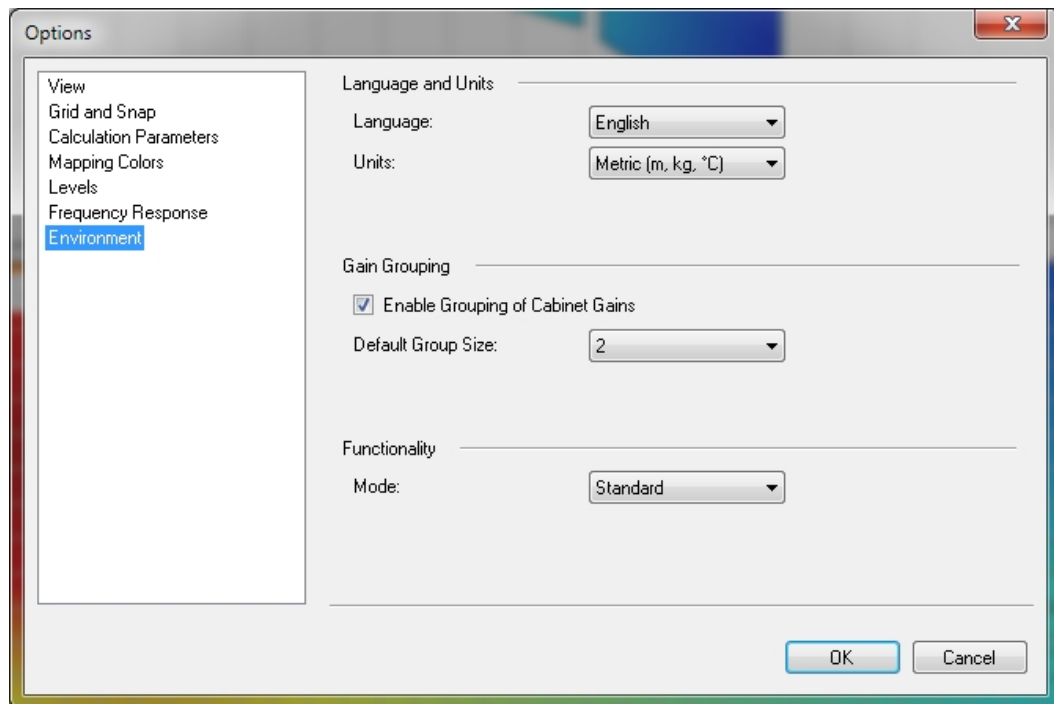 Options
View
Grid and Snap
Calculation Parameters
Mapping Colors
Levels
Frequency Response
Environment
Language and Units
Language: English
Units: Metric (m, kg, °C)
Gain Grouping
Enable Grouping of Cabinet Gains
Default Group Size: 2
Functionality
Mode: Standard
OK Cancel